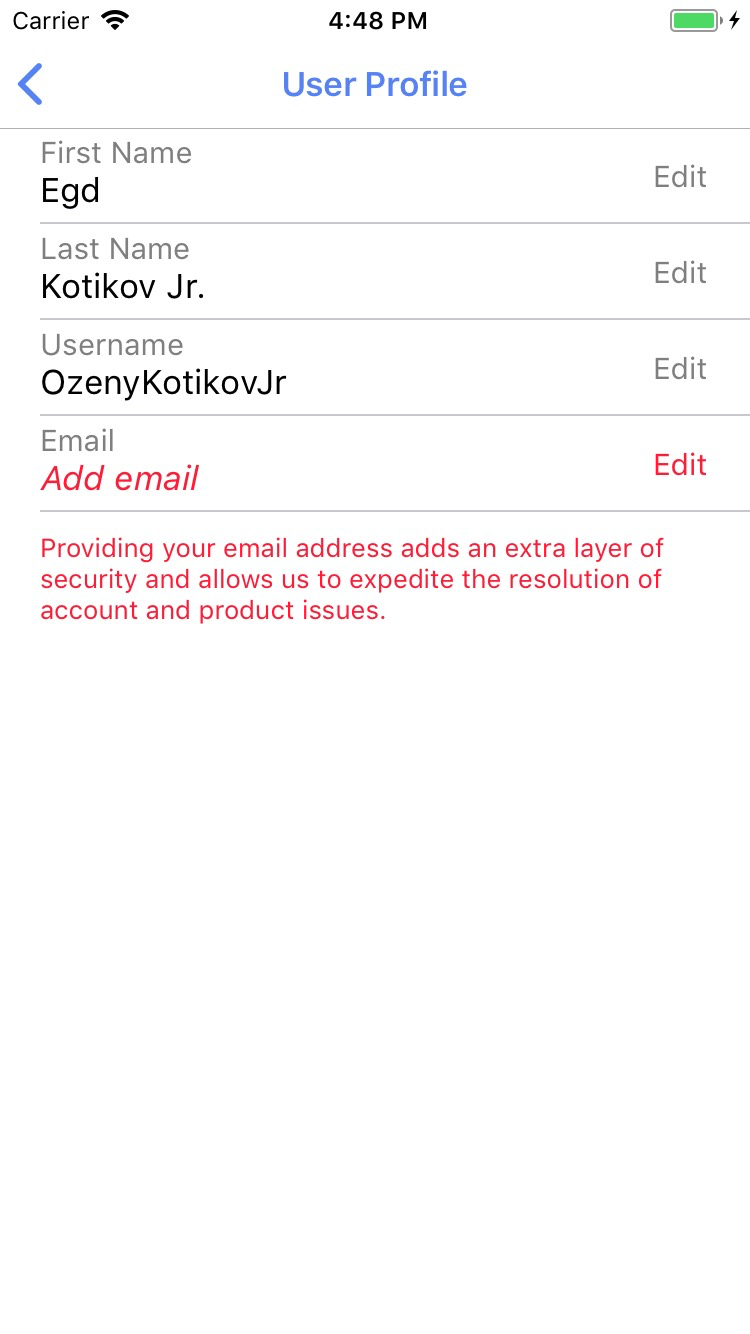 Carrier 4:48 PM
User Profile
First Name
Egd
Edit
Last Name
Kotikov Jr.
Edit
Username
OzenyKotikovJr
Edit
Email
Add email
Edit
Providing your email address adds an extra layer of
security and allows us to expedite the resolution of
account and product issues.